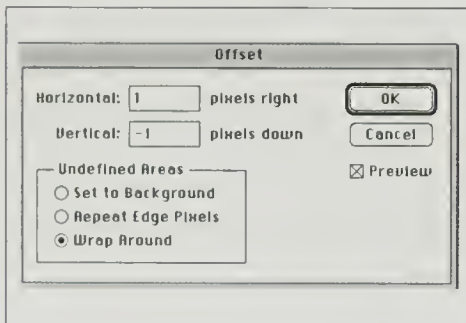 Offset
Horizontal: 1 pixels right
OK
Vertical: -1 pixels down
Cancel
Undefined Areas
Preview
Set to Background
Repeat Edge Pixels
Wrap Around